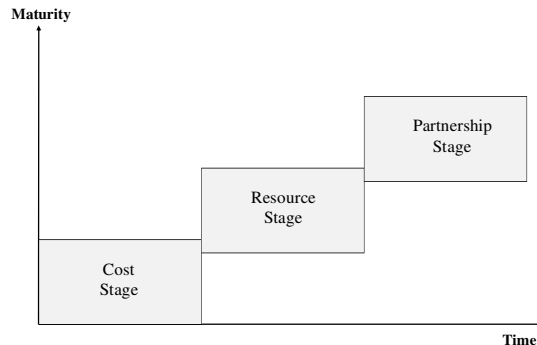 Maturity
Partnership
Stage
Resource
Stage
Cost
Stage
Time